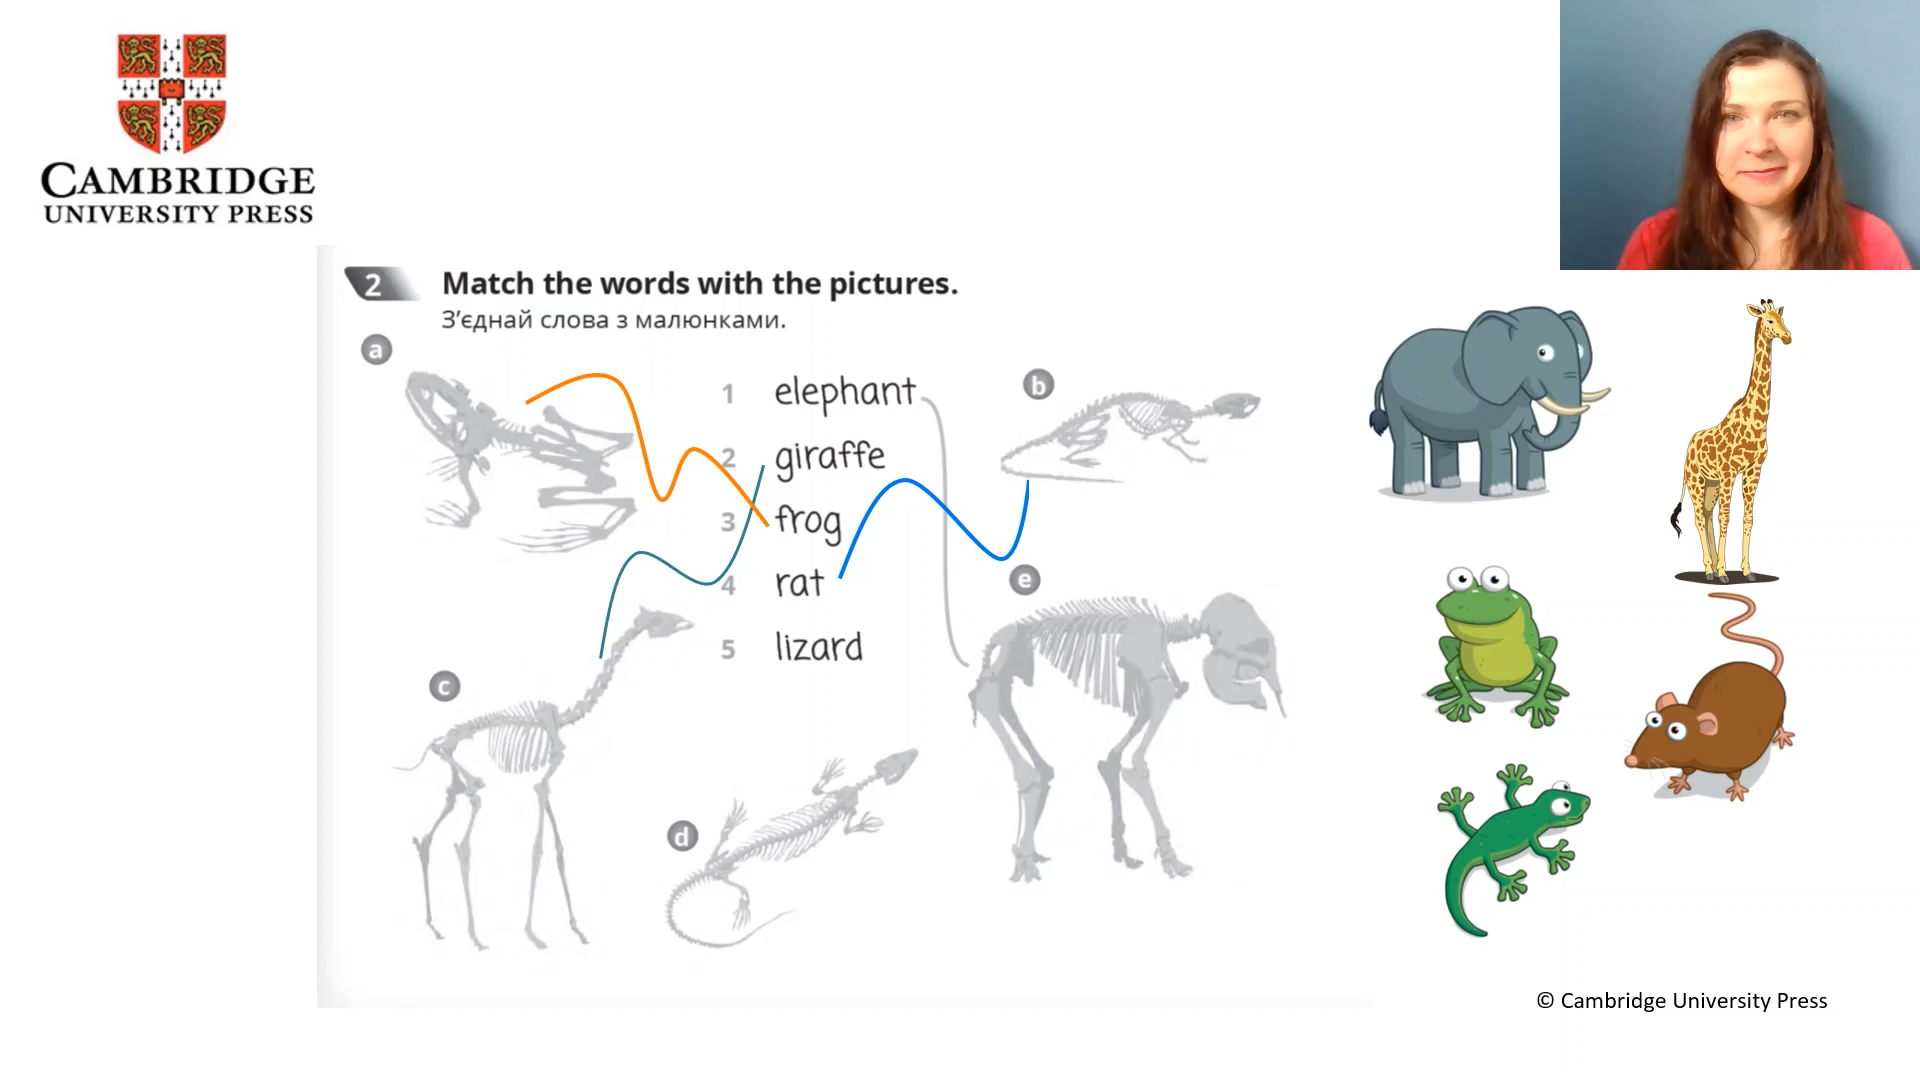 CAMBRIDGE
UNIVERSITY PRESS
2 Match the words with the pictures.
З’єднай слова з малюнками.
a
1 elephant
b
2 giraffe
3 frog
4 rat
e
5 lizard
c
d
© Cambridge University Press